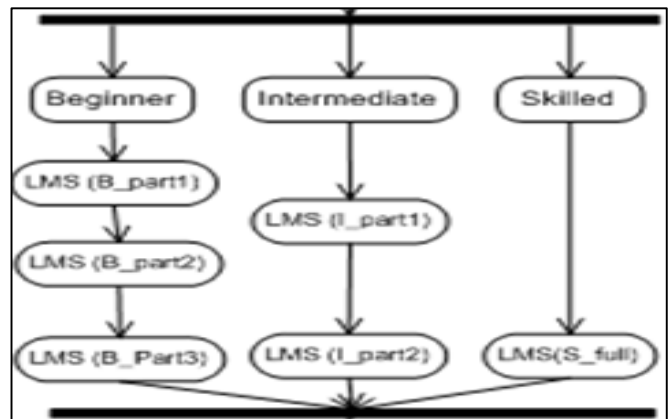 Beginner
Intermediate
Skilled
LMS (B_part1)
LMS (I_part1)
LMS (B_part2)
LMS (B_Part3)
LMS (I_part2)
LMS(S_full)